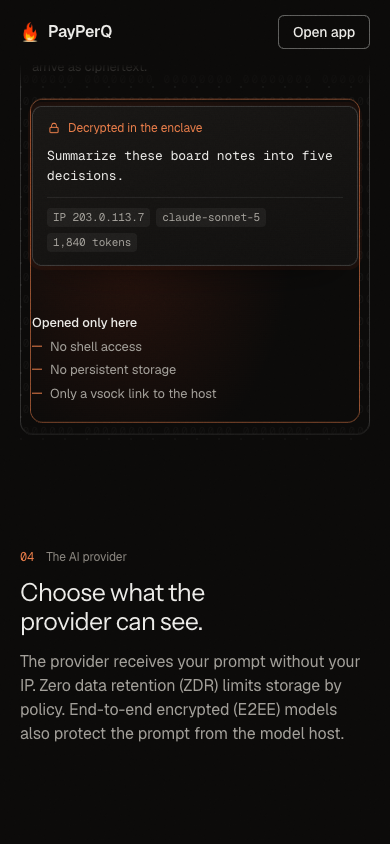 PayPerQ
Open app
arrive as ciphertext.
Decrypted in the enclave
Summarize these board notes into five
decisions.
IP 203.0.113.7
claude-sonnet-5
1,840 tokens
Opened only here
No shell access
No persistent storage
Only a vsock link to the host
04 The AI provider
Choose what the
provider can see.
The provider receives your prompt without your
IP. Zero data retention (ZDR) limits storage by
policy. End-to-end encrypted (E2EE) models
also protect the prompt from the model host.